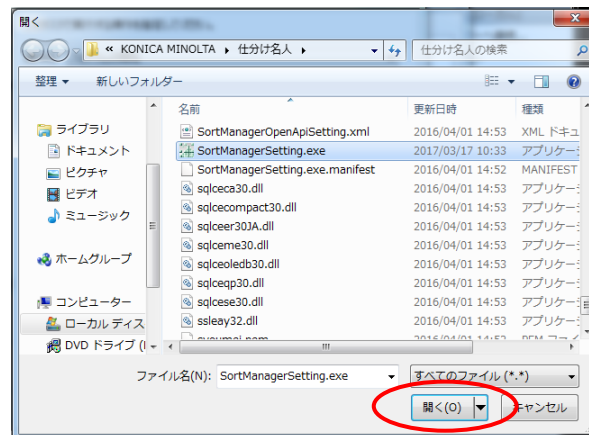 開く
« KONICA MINOLTA ▸ 仕分け名人 ▸
仕分け名人の検索
整理 ▼ 新しいフォルダー
名前 更新日時 種類
ライブラリ
ドキュメント
ピクチャ
ビデオ
ミュージック
ホームグループ
コンピューター
ローカル ディス
DVD ドライブ (I
SortManagerOpenApiSetting.xml 2016/04/01 14:53 XML ドキュ
SortManagerSetting.exe 2017/03/17 10:33 アプリケーシ
SortManagerSetting.exe.manifest 2016/04/01 14:52 MANIFEST
sqlceca30.dll 2016/04/01 14:53 アプリケーシ
sqlcecompact30.dll 2016/04/01 14:53 アプリケーシ
sqlceer30JA.dll 2016/04/01 14:53 アプリケーシ
sqlceme30.dll 2016/04/01 14:53 アプリケーシ
sqlceoledb30.dll 2016/04/01 14:53 アプリケーシ
sqlceqp30.dll 2016/04/01 14:53 アプリケーシ
sqlcese30.dll 2016/04/01 14:53 アプリケーシ
ssleay32.dll 2016/04/01 14:53 アプリケーシ
ファイル名(N): SortManagerSetting.exe すべてのファイル (*.*)
開く(O) キャンセル